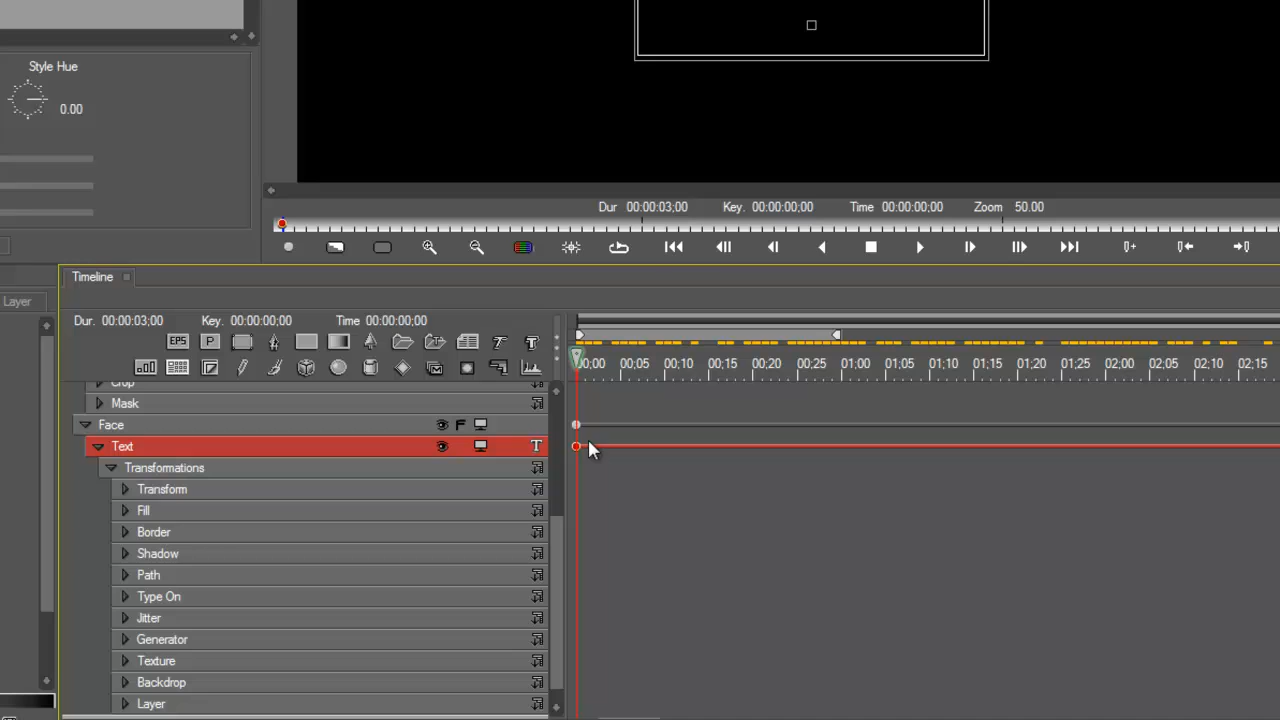 Style Hue
0.00
Dur 00:00:03;00 Key. 00:00:00;00 Time 00:00:00;00 Zoom 50.00
Timeline
Layer
Dur. 00:00:03;00 Key. 00:00:00;00 Time 00:00:00;00
EPS P T T
00;00 00;05 00;10 00;15 00;20 00;25 01;00 01;05 01;10 01;15 01;20 01;25 02;00 02;05 02;10 02;15
Crop
Mask
Face F
Text T
Transformations
Transform
Fill
Border
Shadow
Path
Type On
Jitter
Generator
Texture
Backdrop
Layer